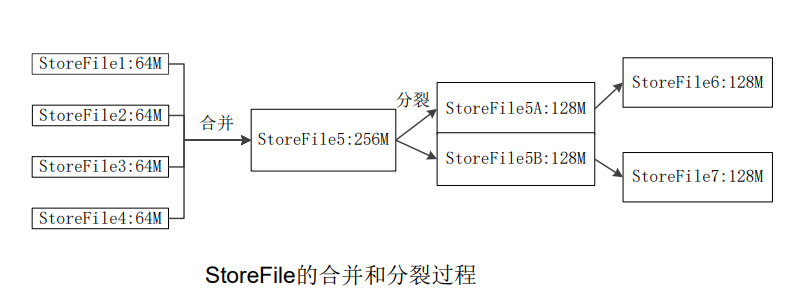 StoreFile1:64M
StoreFile2:64M
StoreFile3:64M
StoreFile4:64M
合并
StoreFile5:256M
分裂
StoreFile5A:128M
StoreFile5B:128M
StoreFile6:128M
StoreFile7:128M
StoreFile的合并和分裂过程